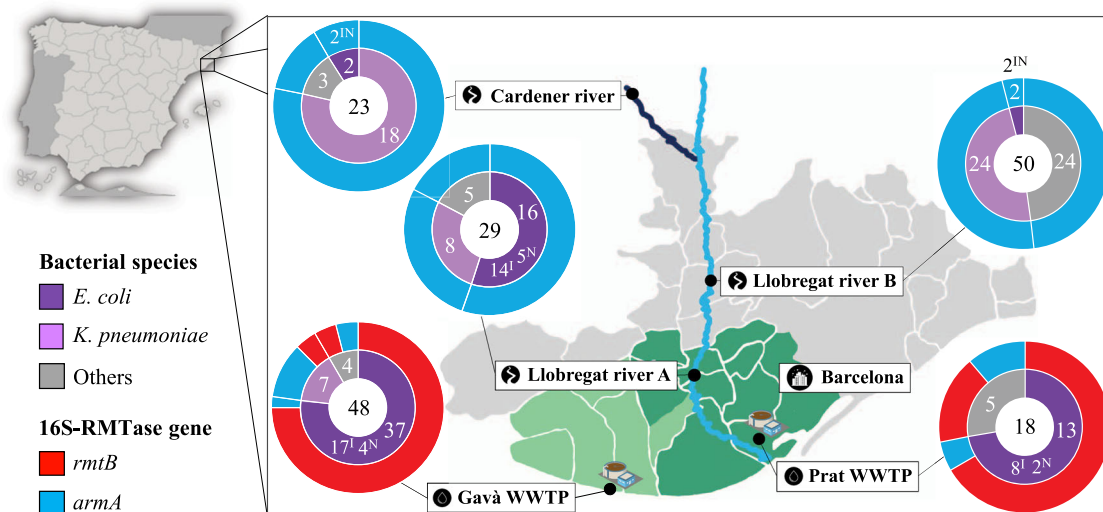 2ᴵᴺ
2
3
23
18
Cardener river
2ᴵᴺ
2
24
50
24
5
16
29
8
14ᴵ 5ᴺ
Llobregat river B
Bacterial species
E. coli
K. pneumoniae
Others
16S-RMTase gene
rmtB
armA
4
7
48
37
17ᴵ 4ᴺ
Llobregat river A
Barcelona
5
18
13
8ᴵ 2ᴺ
Prat WWTP
Gavà WWTP